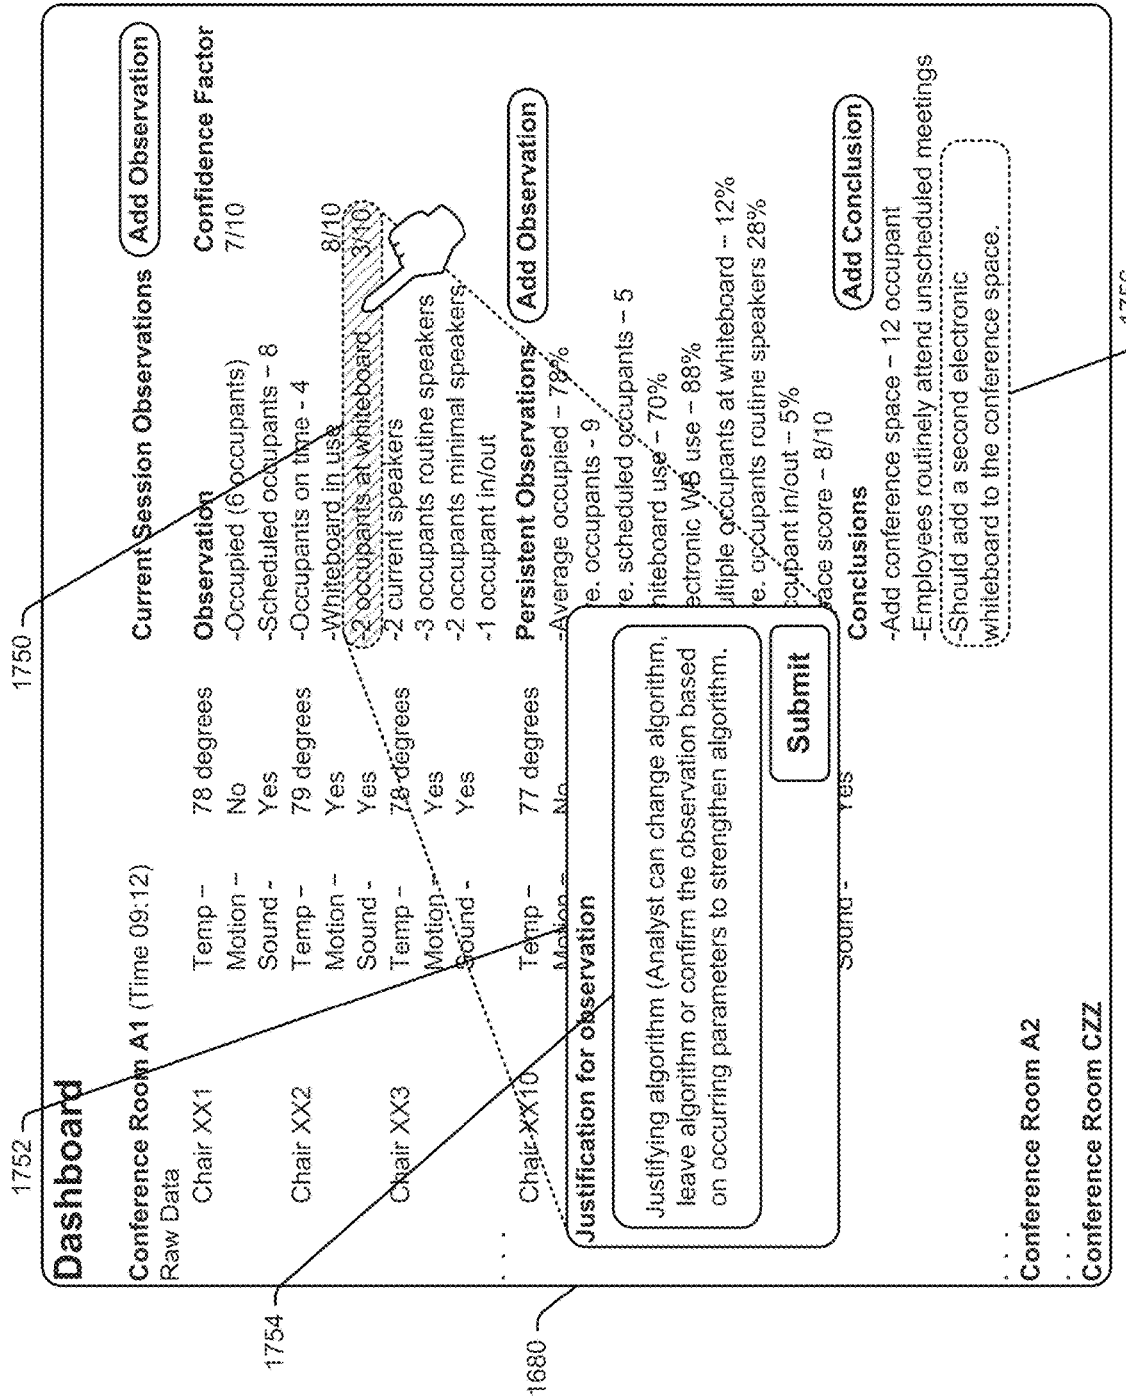 Dashboard
Conference Room A1 (Time 09:12)
Raw Data
Chair XX1
Temp –
78 degrees
Motion –
No
Sound -
Yes
Chair XX2
Temp –
79 degrees
Motion –
Yes
Sound -
Yes
Chair XX3
Temp –
78 degrees
Motion –
Yes
Sound -
Yes
. . .
Chair XX10
Temp –
77 degrees
Motion –
No
Sound -
Yes
Current Session Observations
Add Observation
Observation
Confidence Factor
-Occupied (6 occupants)
7/10
-Scheduled occupants – 8
-Occupants on time - 4
-Whiteboard in use
8/10
-2 occupants at whiteboard
3/10
-2 current speakers
-3 occupants routine speakers
-2 occupants minimal speakers
-1 occupant in/out
Persistent Observations
Add Observation
-Average occupied – 78%
re. occupants - 9
re. scheduled occupants – 5
hiteboard use – 70%
ectronic WB use – 88%
ultiple occupants at whiteboard – 12%
re. occupants routine speakers 28%
ccupant in/out – 5%
ace score – 8/10
Conclusions
Add Conclusion
-Add conference space – 12 occupant
-Employees routinely attend unscheduled meetings
-Should add a second electronic
whiteboard to the conference space.
Justification for observation
Justifying algorithm (Analyst can change algorithm,
leave algorithm or confirm the observation based
on occurring parameters to strengthen algorithm.
Submit
. . .
Conference Room A2
. . .
Conference Room CZZ
1750
1752
1754
1680